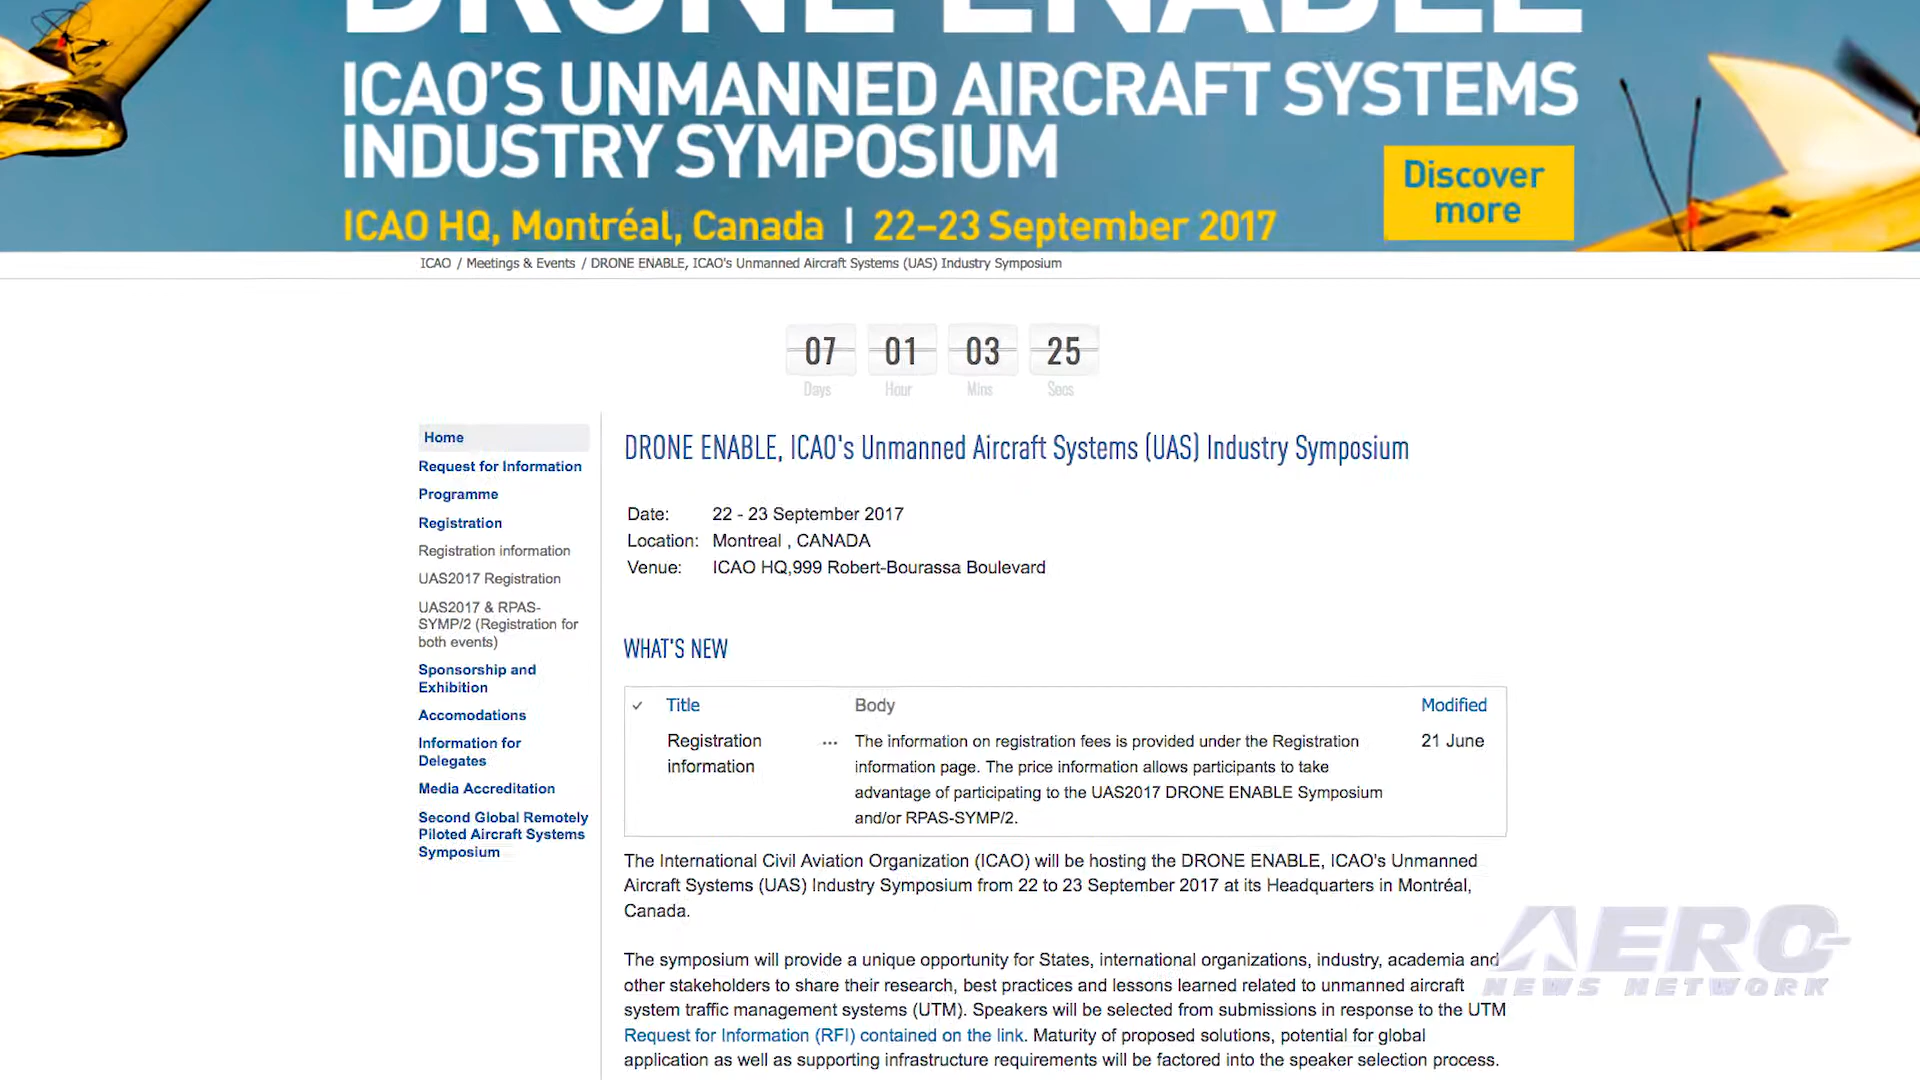 DRONE ENABLE
ICAO'S UNMANNED AIRCRAFT SYSTEMS
INDUSTRY SYMPOSIUM
ICAO HQ, Montréal, Canada | 22–23 September 2017
Discover
more
ICAO / Meetings & Events / DRONE ENABLE, ICAO's Unmanned Aircraft Systems (UAS) Industry Symposium
07 01 03 25
Days Hour Mins Secs
Home
Request for Information
Programme
Registration
Registration information
UAS2017 Registration
UAS2017 & RPAS-
SYMP/2 (Registration for
both events)
Sponsorship and
Exhibition
Accomodations
Information for
Delegates
Media Accreditation
Second Global Remotely
Piloted Aircraft Systems
Symposium
DRONE ENABLE, ICAO's Unmanned Aircraft Systems (UAS) Industry Symposium
Date: 22 - 23 September 2017
Location: Montreal , CANADA
Venue: ICAO HQ,999 Robert-Bourassa Boulevard
WHAT'S NEW
Title Body Modified
Registration ... The information on registration fees is provided under the Registration 21 June
information information page. The price information allows participants to take
advantage of participating to the UAS2017 DRONE ENABLE Symposium
and/or RPAS-SYMP/2.
The International Civil Aviation Organization (ICAO) will be hosting the DRONE ENABLE, ICAO's Unmanned
Aircraft Systems (UAS) Industry Symposium from 22 to 23 September 2017 at its Headquarters in Montréal,
Canada.
The symposium will provide a unique opportunity for States, international organizations, industry, academia and
other stakeholders to share their research, best practices and lessons learned related to unmanned aircraft
system traffic management systems (UTM). Speakers will be selected from submissions in response to the UTM
Request for Information (RFI) contained on the link. Maturity of proposed solutions, potential for global
application as well as supporting infrastructure requirements will be factored into the speaker selection process.
AERO
NEWS NETWORK